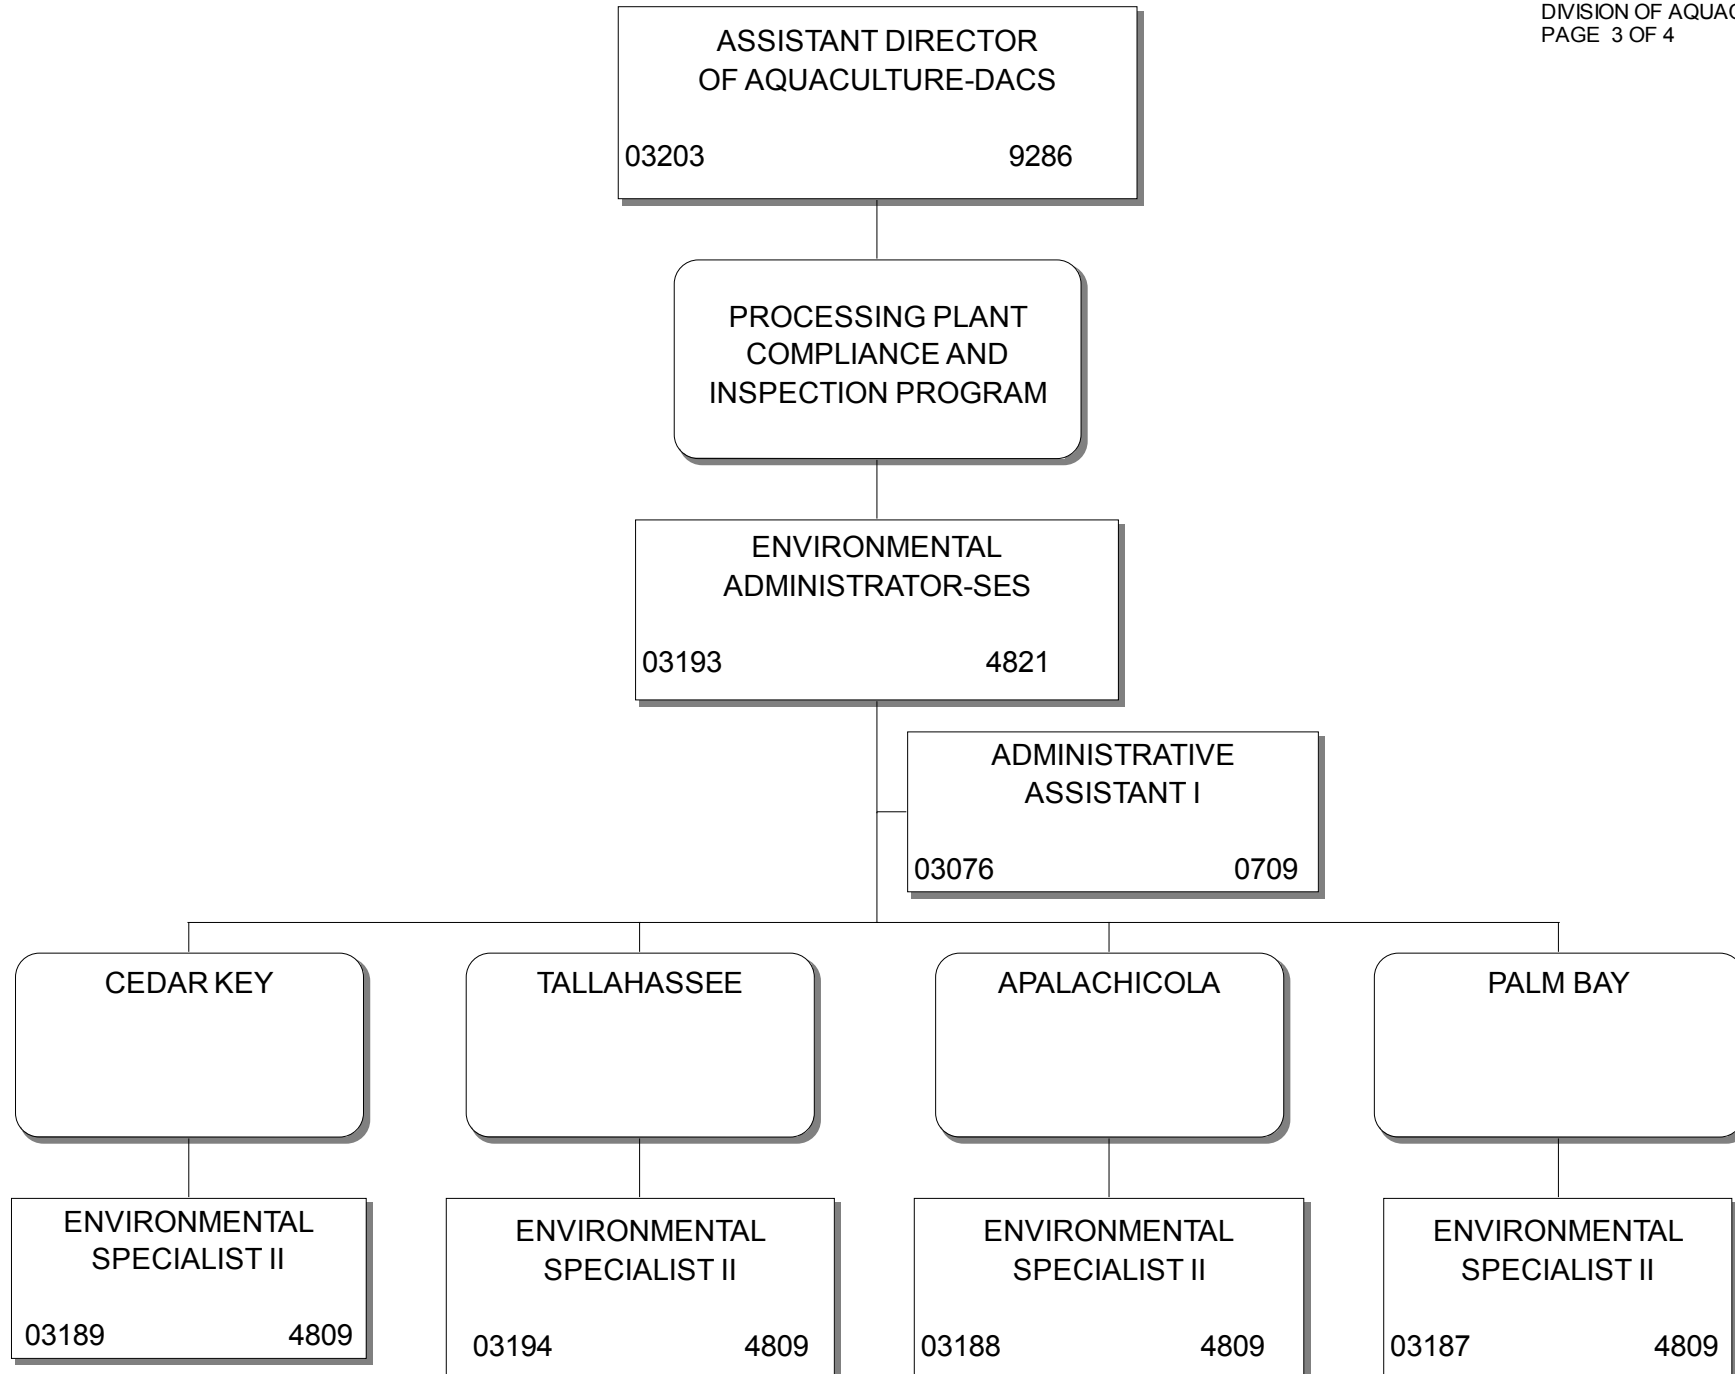 DIVISION OF AQUAC
PAGE 3 OF 4
ASSISTANT DIRECTOR
OF AQUACULTURE-DACS
03203 9286
PROCESSING PLANT
COMPLIANCE AND
INSPECTION PROGRAM
ENVIRONMENTAL
ADMINISTRATOR-SES
03193 4821
ADMINISTRATIVE
ASSISTANT I
03076 0709
CEDAR KEY
TALLAHASSEE
APALACHICOLA
PALM BAY
ENVIRONMENTAL
SPECIALIST II
03189 4809
ENVIRONMENTAL
SPECIALIST II
03194 4809
ENVIRONMENTAL
SPECIALIST II
03188 4809
ENVIRONMENTAL
SPECIALIST II
03187 4809